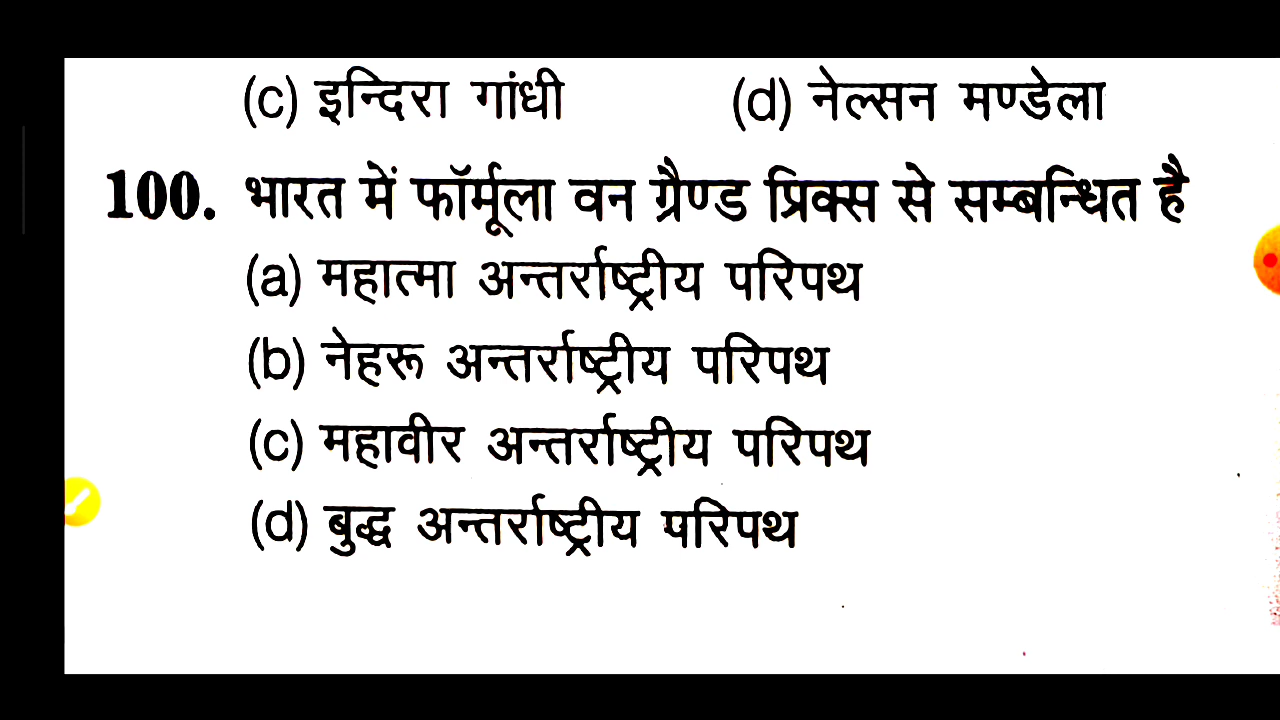 (c) इन्दिरा गांधी (d) नेल्सन मण्डेला
100. भारत में फॉर्मूला वन ग्रैण्ड प्रिक्स से सम्बन्धित है
(a) महात्मा अन्तर्राष्ट्रीय परिपथ
(b) नेहरू अन्तर्राष्ट्रीय परिपथ
(c) महावीर अन्तर्राष्ट्रीय परिपथ
(d) बुद्ध अन्तर्राष्ट्रीय परिपथ